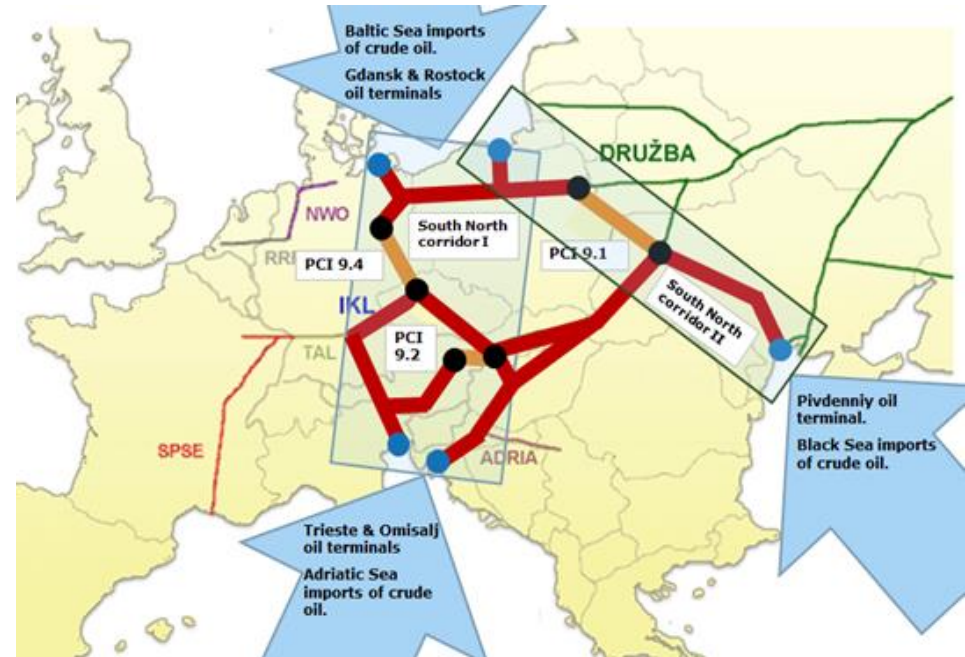 Baltic Sea imports
of crude oil.
Gdansk & Rostock
oil terminals
DRUŽBA
NWO
South North
corridor I
PCI 9.1
PCI 9.4
IKL
South North
corridor II
TAL
PCI
9.2
SPSE
ADRIA
Pivdenniy oil
terminal.
Black Sea imports
of crude oil.
Trieste & Omisalj
oil terminals
Adriatic Sea
imports of crude
oil.